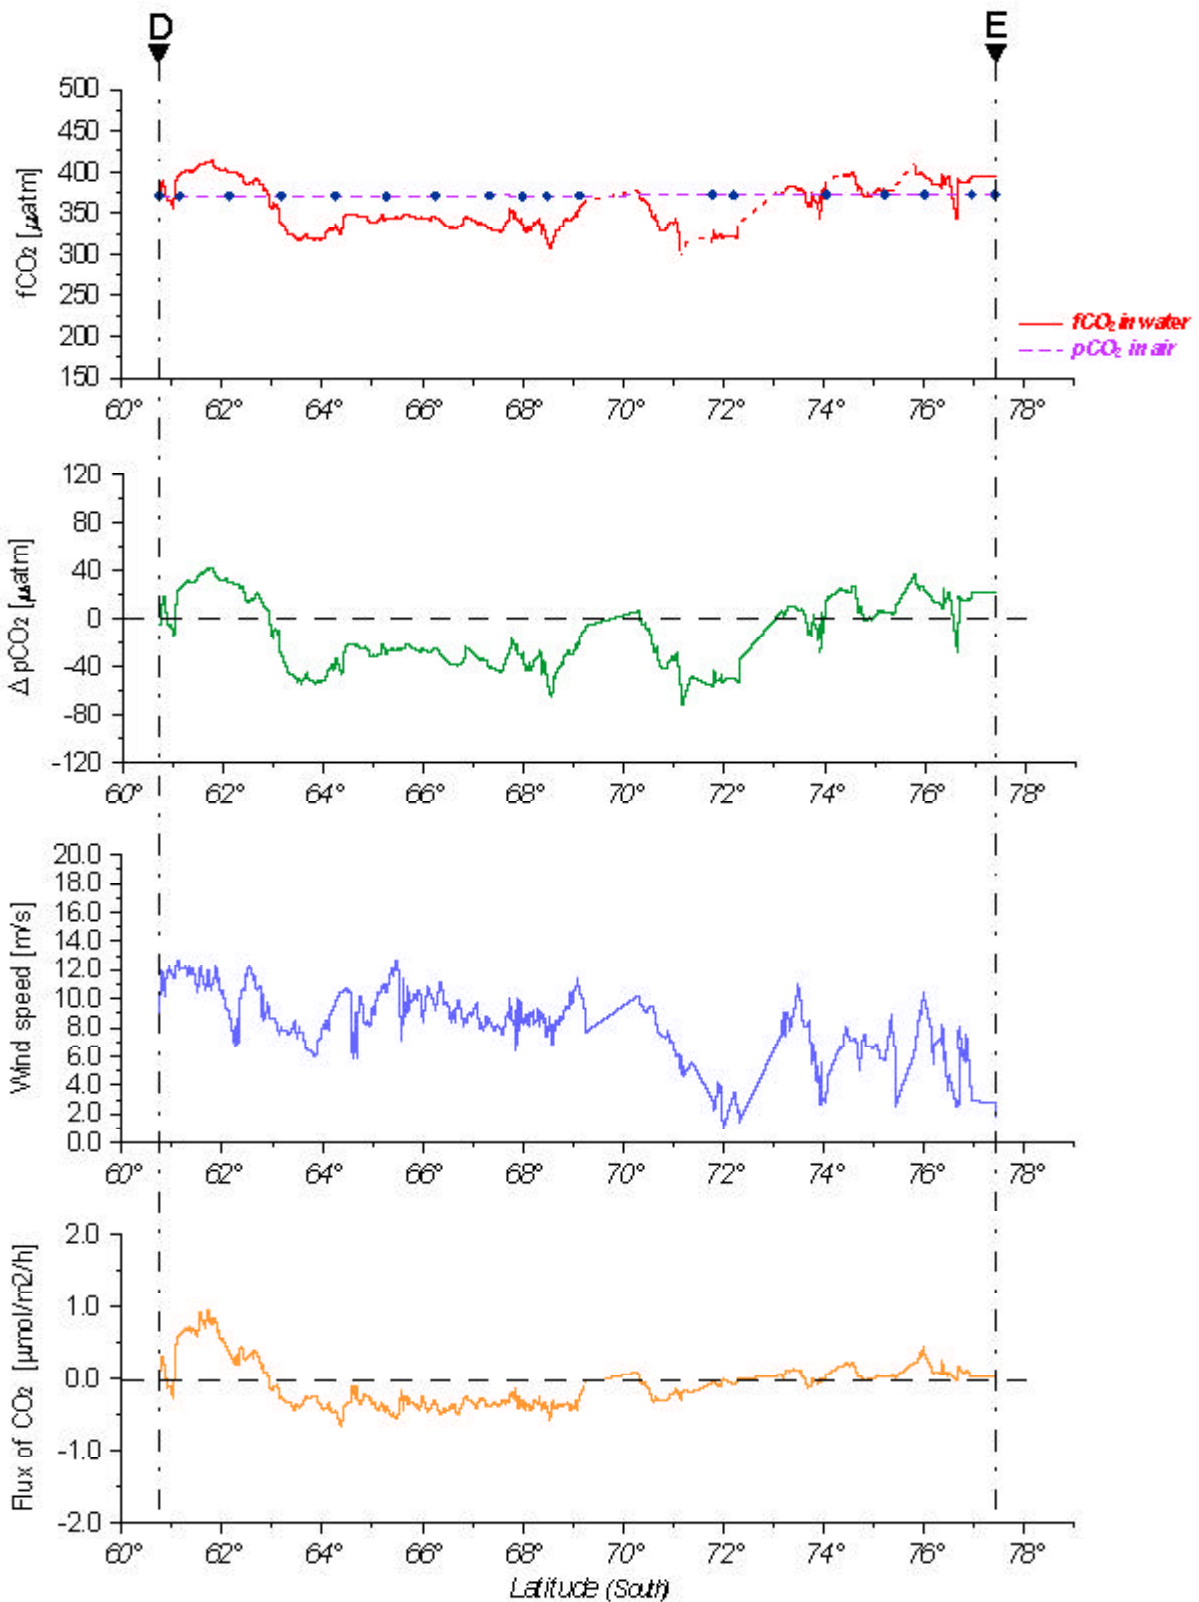 D E
500
450
400
350
300
250
200
150
fCO₂ [µatm]
fCO₂ in water
pCO₂ in air
60° 62° 64° 66° 68° 70° 72° 74° 76° 78°
120
80
40
0
-40
-80
-120
Δ pCO₂ [µatm]
60° 62° 64° 66° 68° 70° 72° 74° 76° 78°
20.0
18.0
16.0
14.0
12.0
10.0
8.0
6.0
4.0
2.0
0.0
Wind speed [m/s]
60° 62° 64° 66° 68° 70° 72° 74° 76° 78°
2.0
1.0
0.0
-1.0
-2.0
Flux of CO₂ [µmol/m2/h]
60° 62° 64° 66° 68° 70° 72° 74° 76° 78°
Latitude (South)